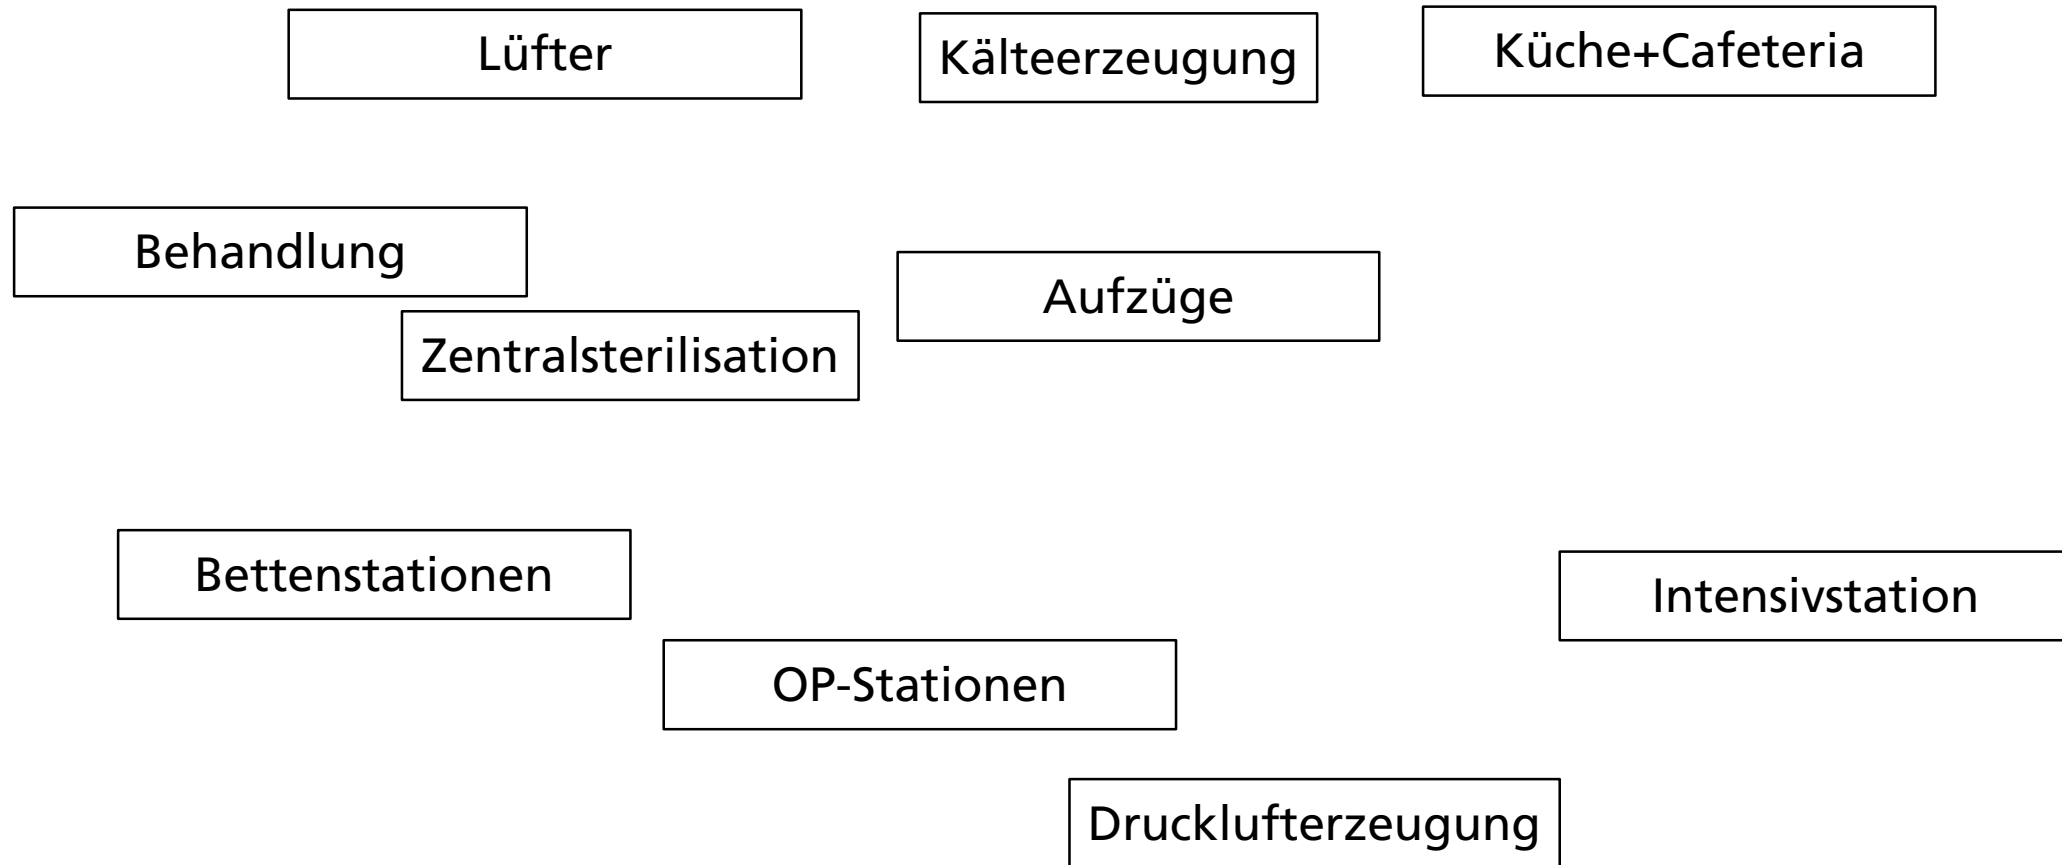 Lüfter
Kälteerzeugung
Küche+Cafeteria
Behandlung
Aufzüge
Zentralsterilisation
Bettenstationen
Intensivstation
OP-Stationen
Drucklufterzeugung